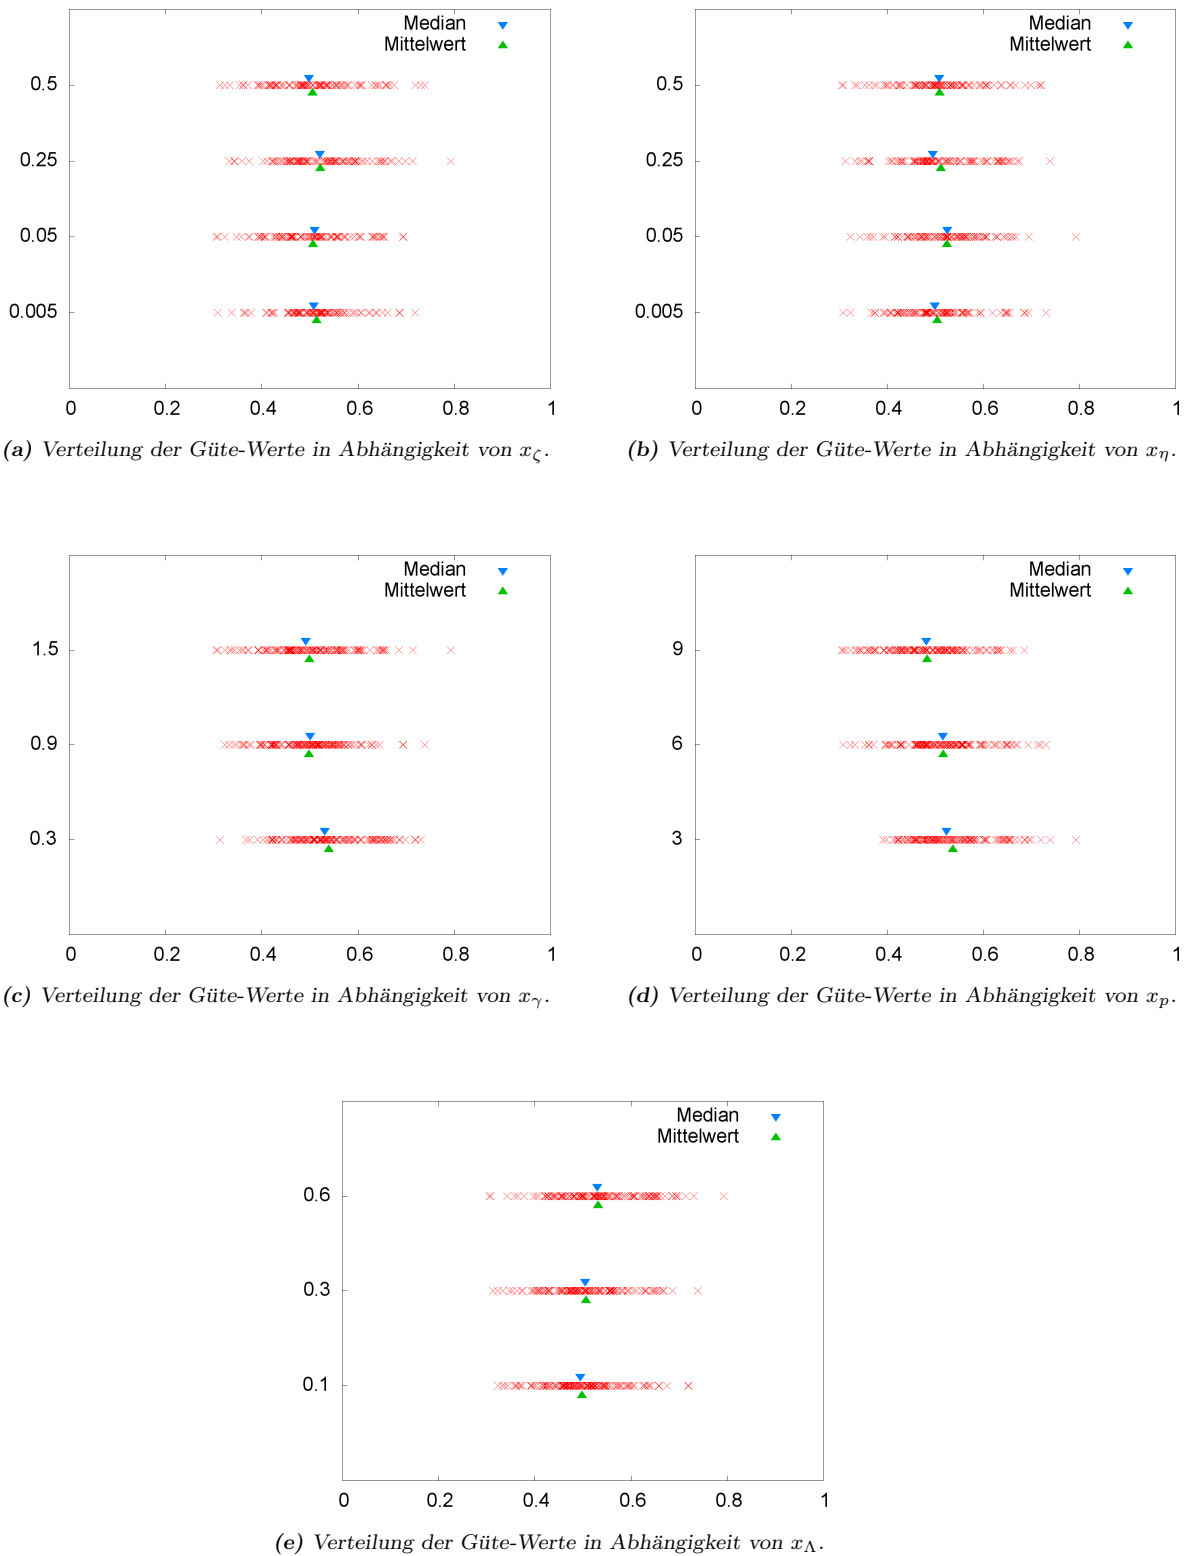 Median
Mittelwert
0.5
0.25
0.05
0.005
0 0.2 0.4 0.6 0.8 1
(a) Verteilung der Güte-Werte in Abhängigkeit von x_ζ.
Median
Mittelwert
0.5
0.25
0.05
0.005
0 0.2 0.4 0.6 0.8 1
(b) Verteilung der Güte-Werte in Abhängigkeit von x_η.
Median
Mittelwert
1.5
0.9
0.3
0 0.2 0.4 0.6 0.8 1
(c) Verteilung der Güte-Werte in Abhängigkeit von x_γ.
Median
Mittelwert
9
6
3
0 0.2 0.4 0.6 0.8 1
(d) Verteilung der Güte-Werte in Abhängigkeit von x_p.
Median
Mittelwert
0.6
0.3
0.1
0 0.2 0.4 0.6 0.8 1
(e) Verteilung der Güte-Werte in Abhängigkeit von x_Λ.